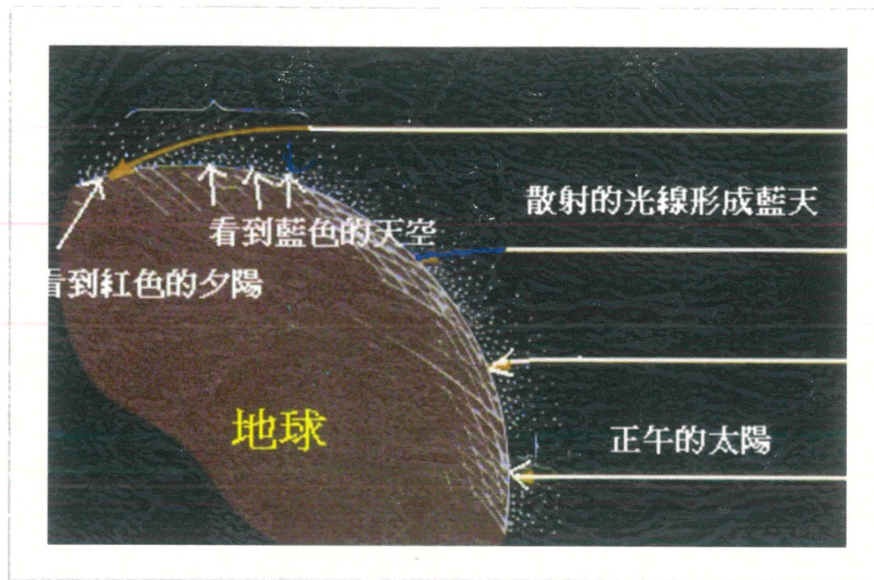 散射的光線形成藍天
看到藍色的天空
看到紅色的夕陽
地球
正午的太陽